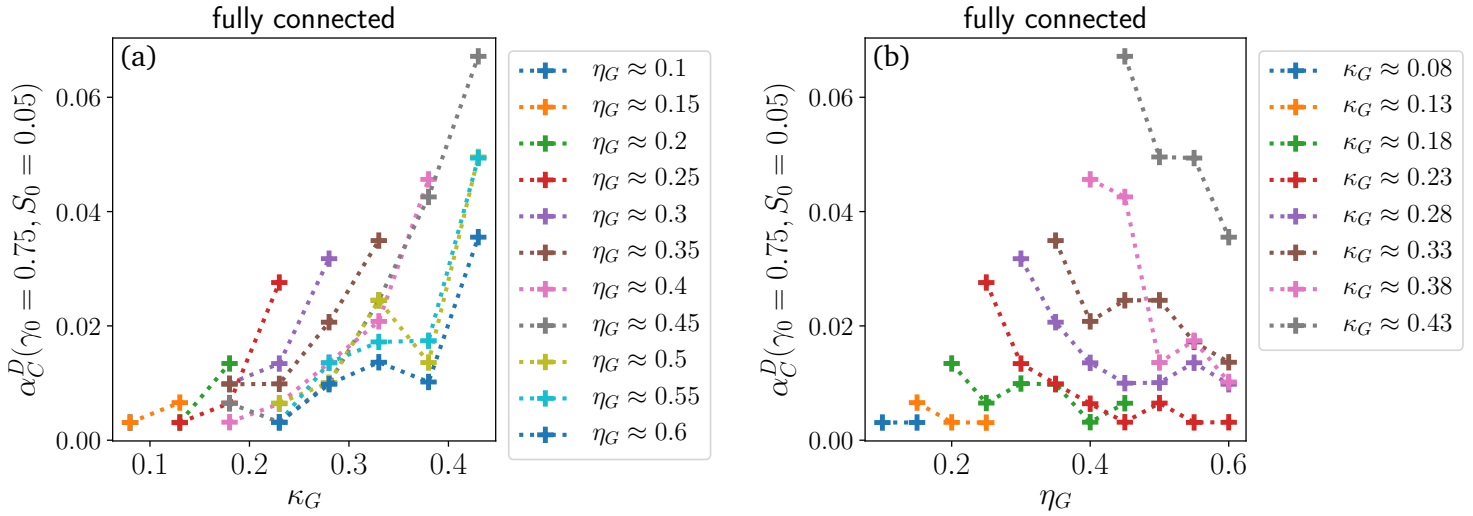 fully connected
(a)
α_C^D(γ_0 = 0.75, S_0 = 0.05)
0.06
0.04
0.02
0.00
0.1 0.2 0.3 0.4
κ_G
η_G ≈ 0.1
η_G ≈ 0.15
η_G ≈ 0.2
η_G ≈ 0.25
η_G ≈ 0.3
η_G ≈ 0.35
η_G ≈ 0.4
η_G ≈ 0.45
η_G ≈ 0.5
η_G ≈ 0.55
η_G ≈ 0.6
fully connected
(b)
α_C^D(γ_0 = 0.75, S_0 = 0.05)
0.06
0.04
0.02
0.00
0.2 0.4 0.6
η_G
κ_G ≈ 0.08
κ_G ≈ 0.13
κ_G ≈ 0.18
κ_G ≈ 0.23
κ_G ≈ 0.28
κ_G ≈ 0.33
κ_G ≈ 0.38
κ_G ≈ 0.43